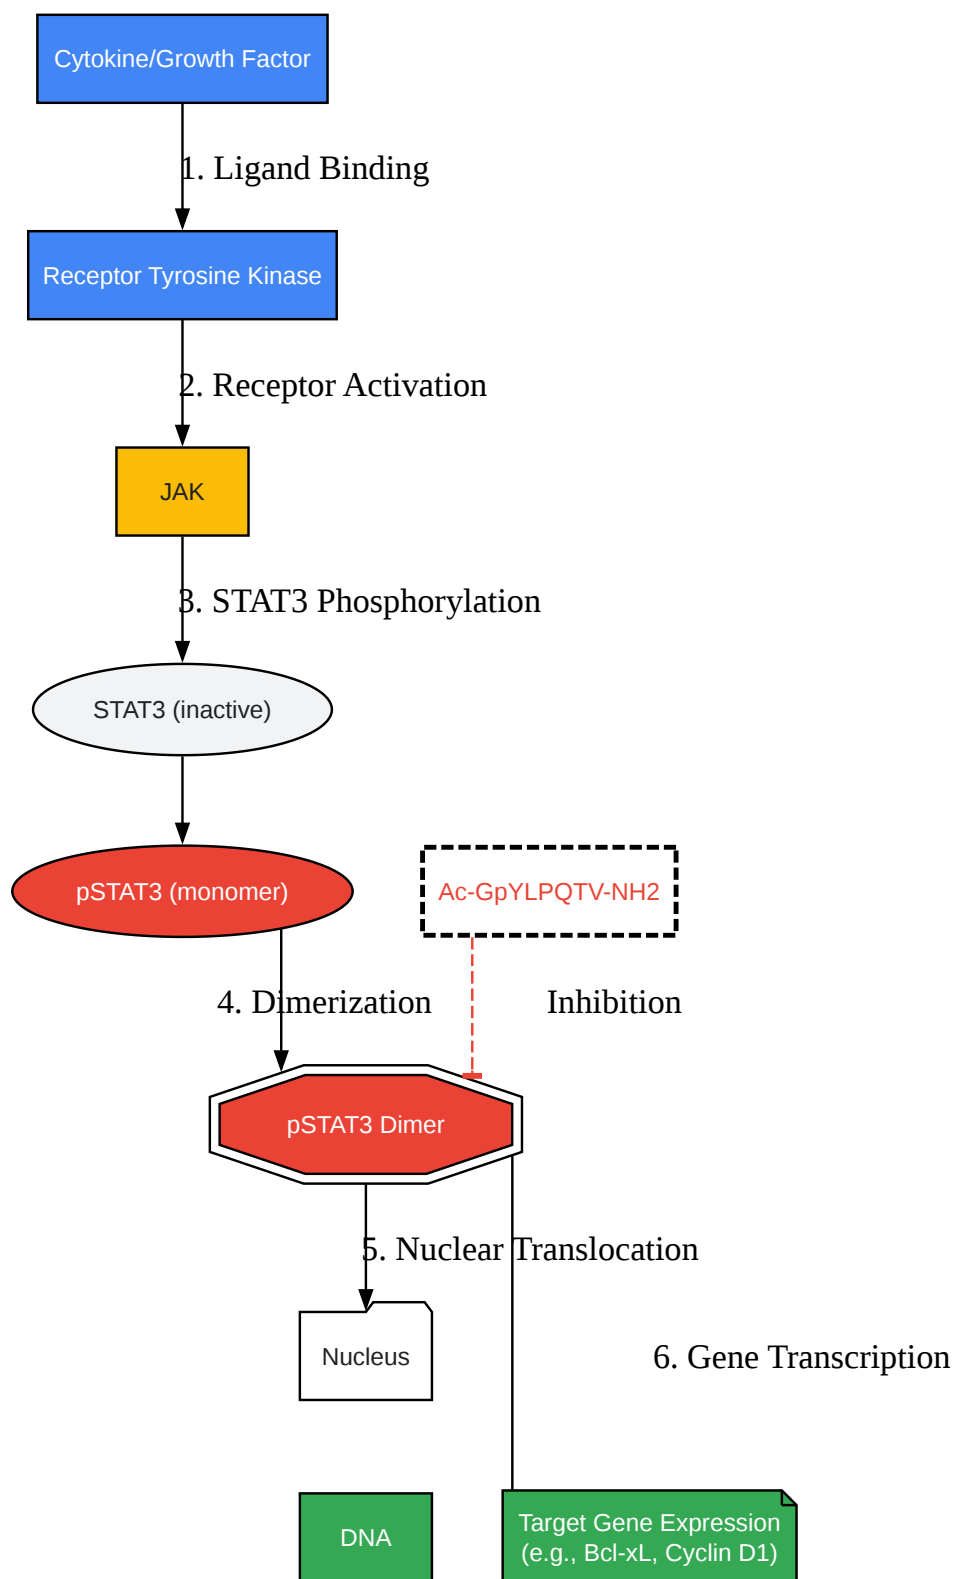 Cytokine/Growth Factor
1. Ligand Binding
Receptor Tyrosine Kinase
2. Receptor Activation
JAK
3. STAT3 Phosphorylation
STAT3 (inactive)
pSTAT3 (monomer)
Ac-GpYLPQTV-NH2
4. Dimerization
Inhibition
pSTAT3 Dimer
5. Nuclear Translocation
Nucleus
6. Gene Transcription
DNA
Target Gene Expression
(e.g., Bcl-xL, Cyclin D1)